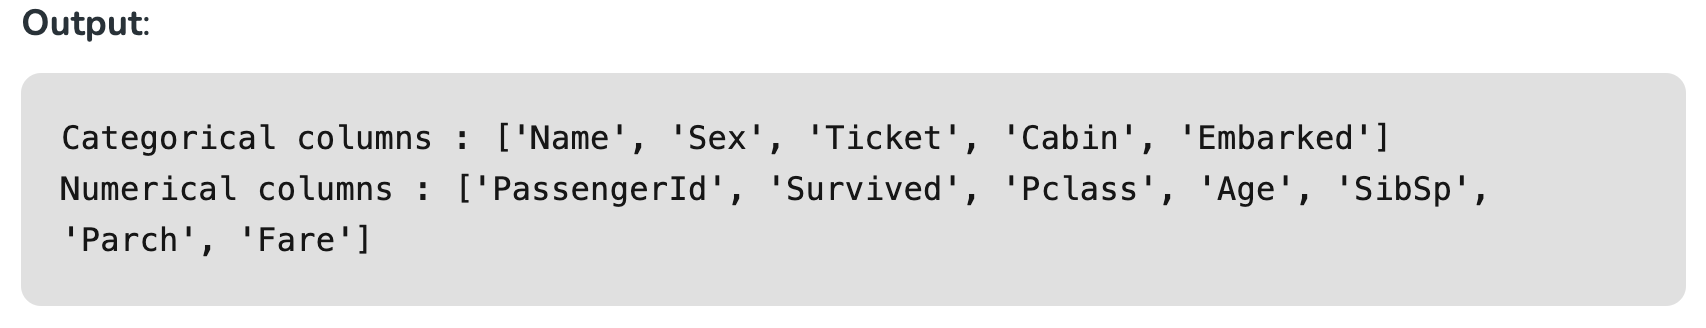 Output:
Categorical columns : ['Name', 'Sex', 'Ticket', 'Cabin', 'Embarked']
Numerical columns : ['PassengerId', 'Survived', 'Pclass', 'Age', 'SibSp',
'Parch', 'Fare']